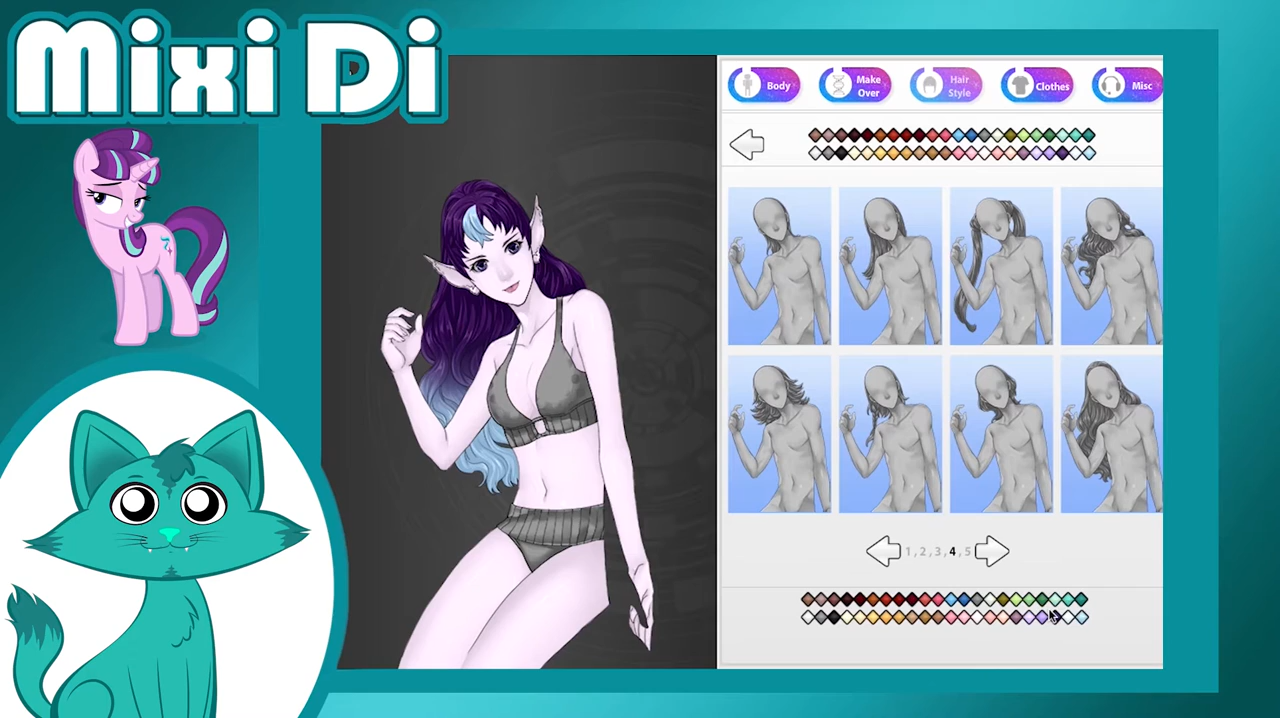 Mixi Di
Body
Make
Over
Hair
Style
Clothes
Misc
1,2,3,4,5